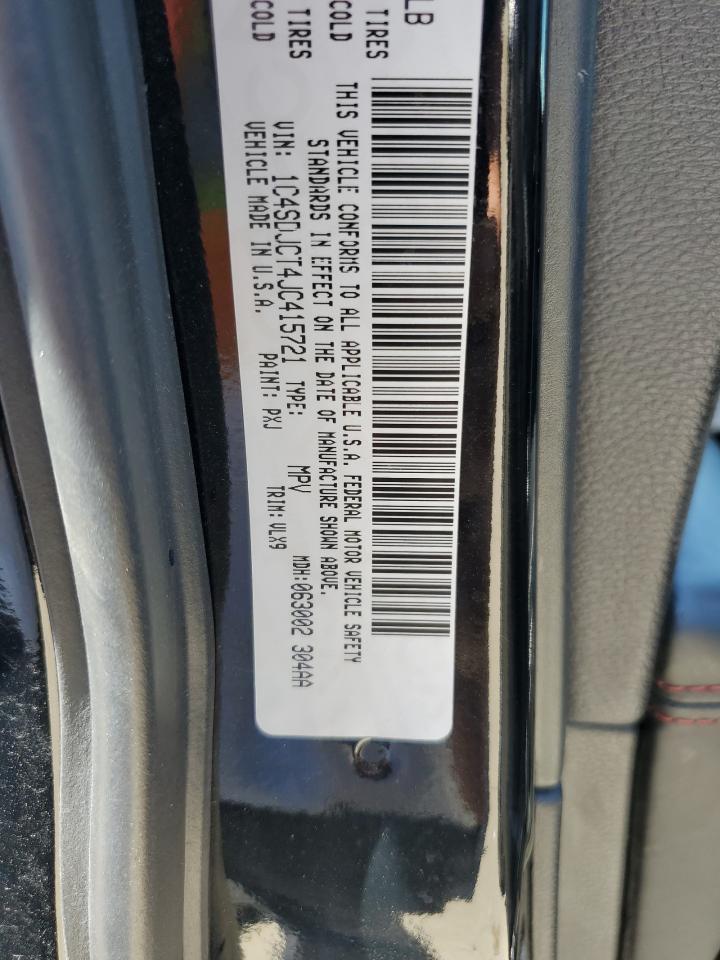 LB
TIRES
COLD
TIRES
COLD
THIS VEHICLE CONFORMS TO ALL APPLICABLE U.S.A. FEDERAL MOTOR VEHICLE SAFETY
STANDARDS IN EFFECT ON THE DATE OF MANUFACTURE SHOWN ABOVE.
VIN: 1C4SDJCT4JC415721 TYPE: MPV MDH:063002 304AA
VEHICLE MADE IN U.S.A. PAINT: PXJ TRIM:VLX9